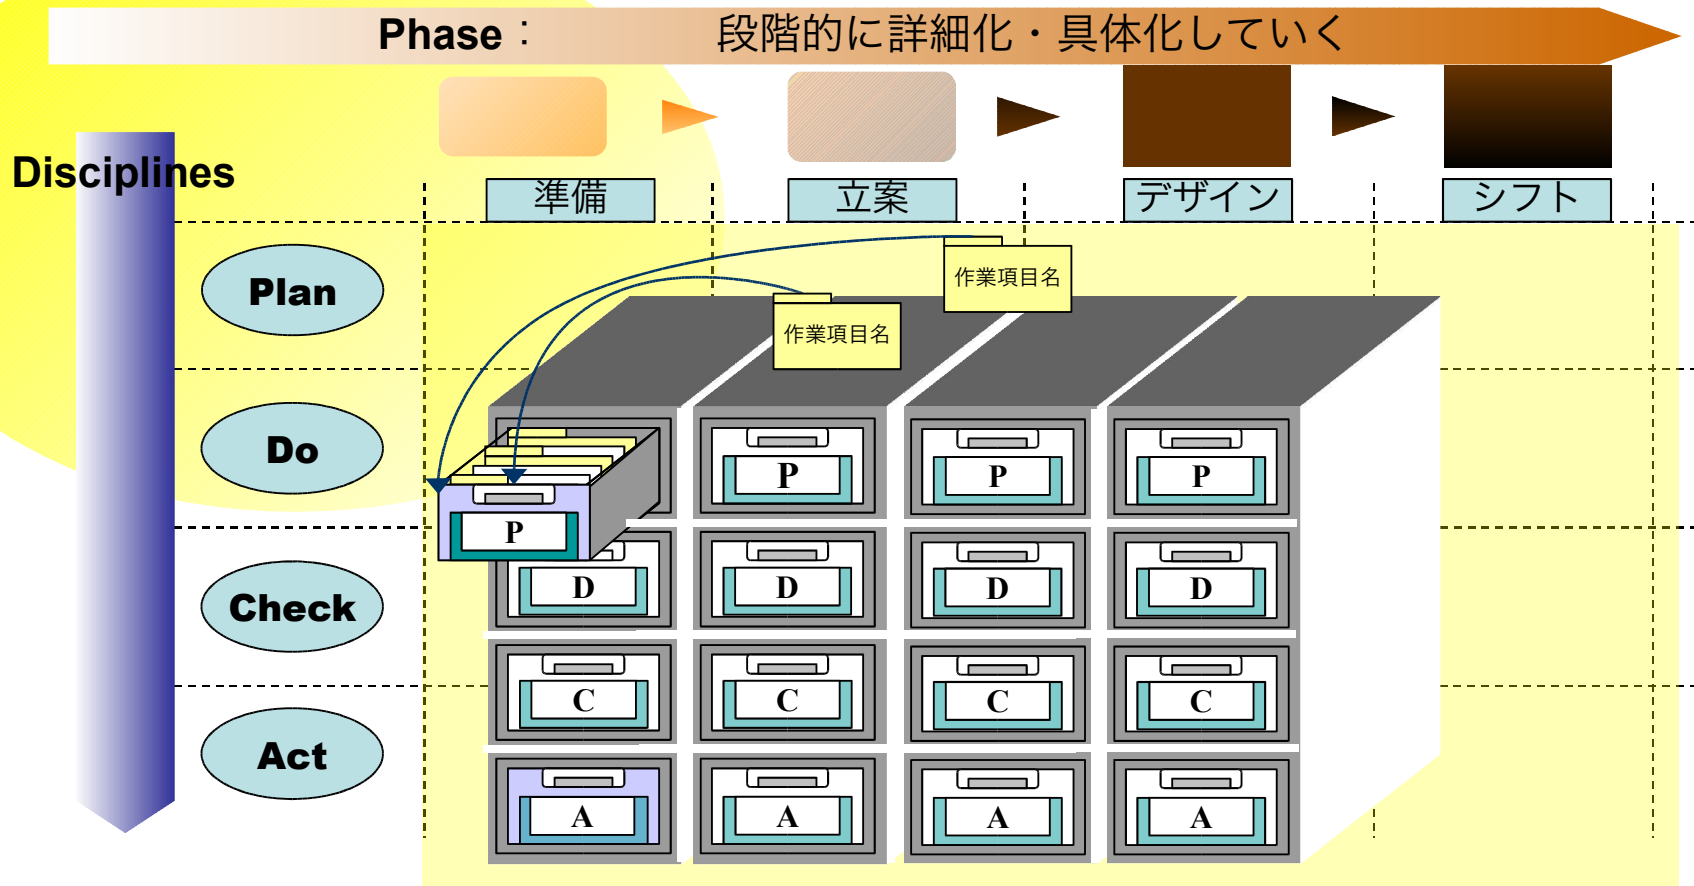 Phase： 段階的に詳細化・具体化していく
Disciplines
準備 立案 デザイン シフト
Plan
作業項目名
作業項目名
Do
P P P
P
Check
D D D D
C C C C
Act
A A A A